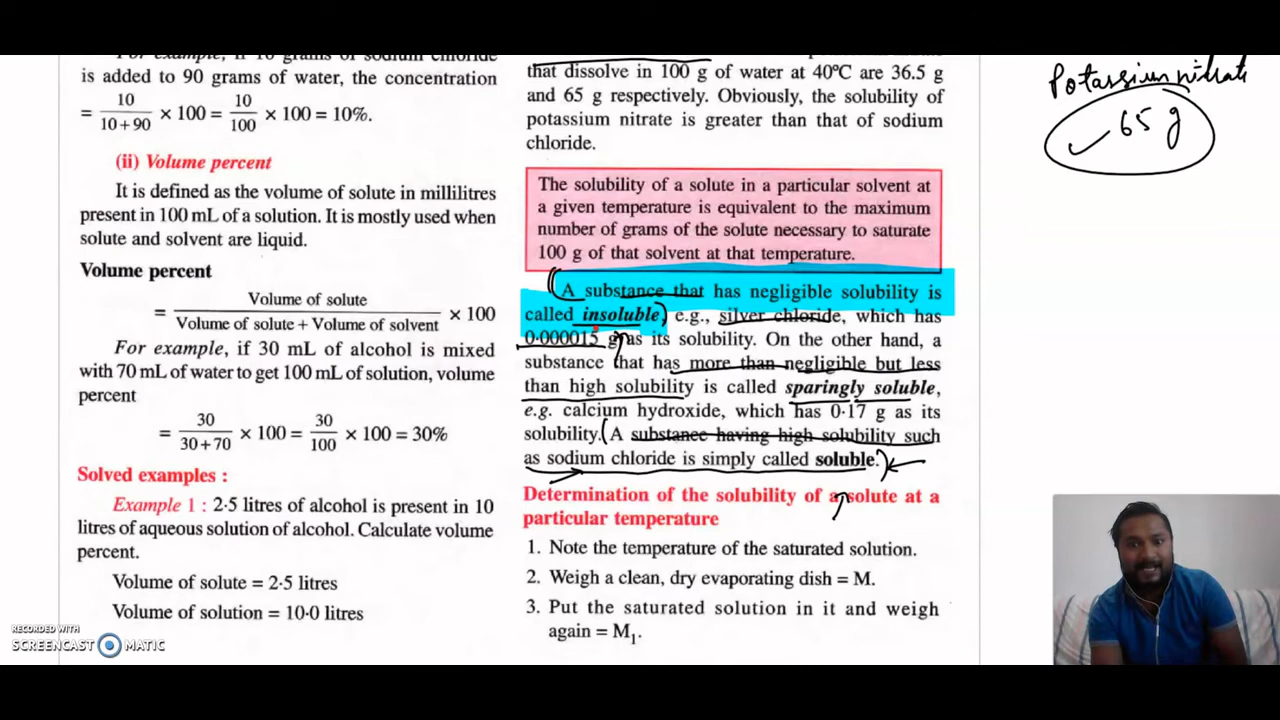 For example, if 10 grams of sodium chloride
is added to 90 grams of water, the concentration
= 10/(10+90) × 100 = 10/100 × 100 = 10%.
(ii) Volume percent
It is defined as the volume of solute in millilitres
present in 100 mL of a solution. It is mostly used when
solute and solvent are liquid.
Volume percent
= Volume of solute/(Volume of solute + Volume of solvent) × 100
For example, if 30 mL of alcohol is mixed
with 70 mL of water to get 100 mL of solution, volume
percent
= 30/(30+70) × 100 = 30/100 × 100 = 30%
Solved examples :
Example 1 : 2·5 litres of alcohol is present in 10
litres of aqueous solution of alcohol. Calculate volume
percent.
Volume of solute = 2·5 litres
Volume of solution = 10·0 litres
that dissolve in 100 g of water at 40°C are 36.5 g
and 65 g respectively. Obviously, the solubility of
potassium nitrate is greater than that of sodium
chloride.
The solubility of a solute in a particular solvent at
a given temperature is equivalent to the maximum
number of grams of the solute necessary to saturate
100 g of that solvent at that temperature.
(A substance that has negligible solubility is
called insoluble) e.g., silver chloride, which has
0·000015 g as its solubility. On the other hand, a
substance that has more than negligible but less
than high solubility is called sparingly soluble,
e.g. calcium hydroxide, which has 0·17 g as its
solubility. (A substance having high solubility such
as sodium chloride is simply called soluble.)
Determination of the solubility of a solute at a
particular temperature
1. Note the temperature of the saturated solution.
2. Weigh a clean, dry evaporating dish = M.
3. Put the saturated solution in it and weigh
again = M₁.
Potassium nitrate
65 g
RECORDED WITH
SCREENCAST MATIC